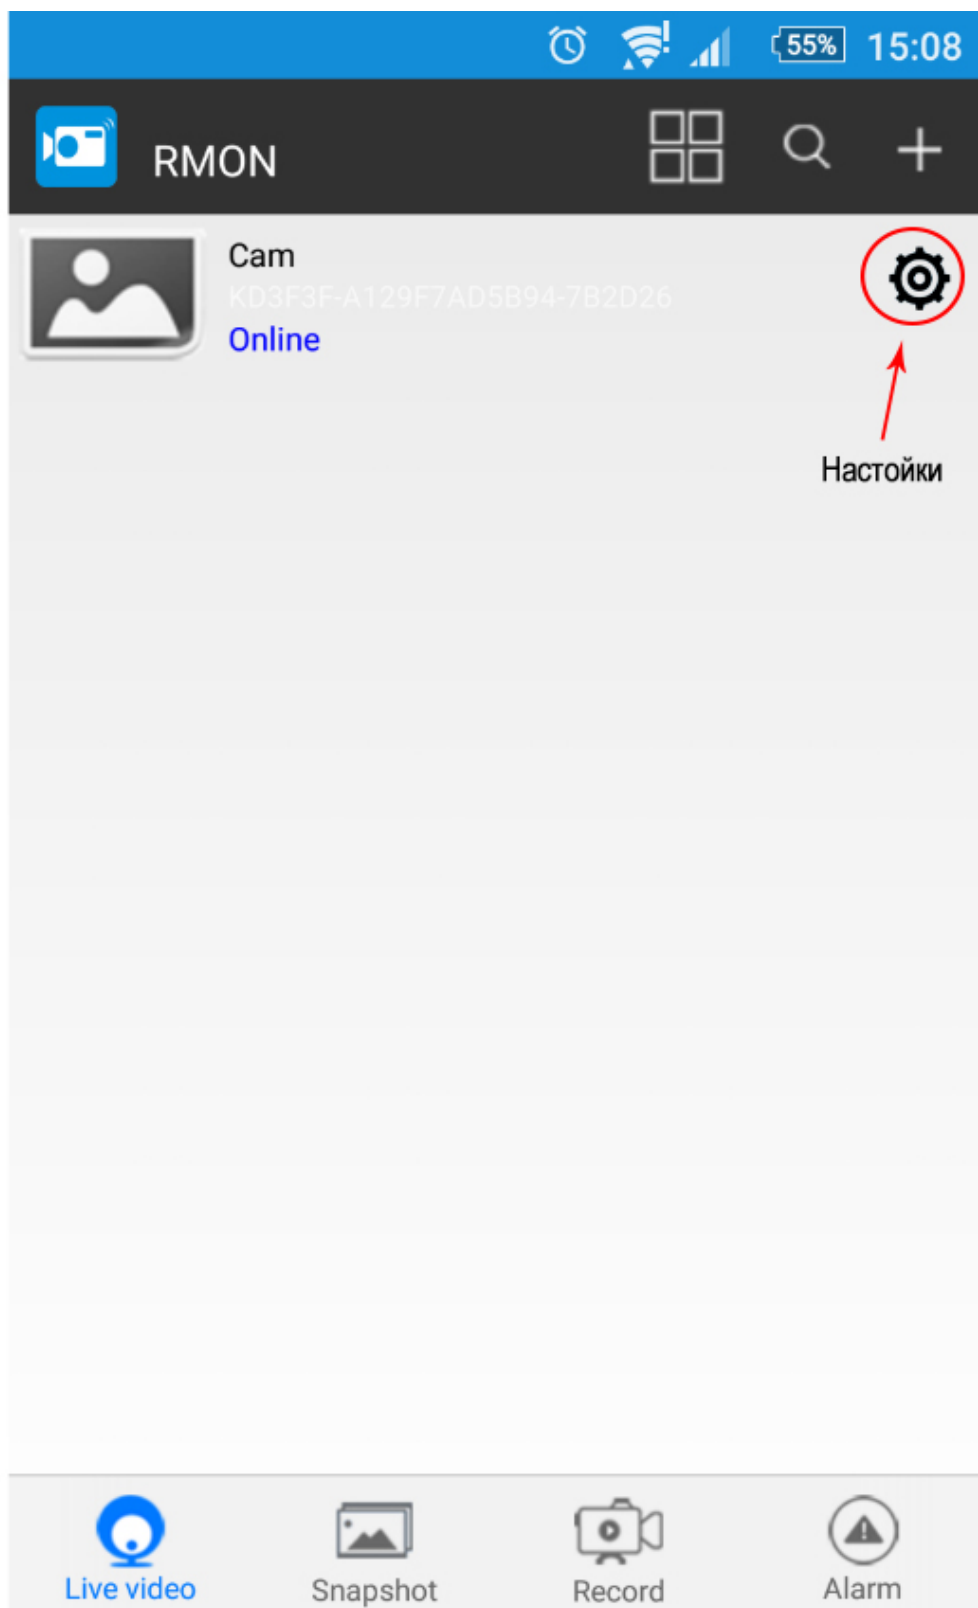 55% 15:08
RMON
Cam
KD3F3F-A129F7AD5B94-7B2D26
Online
Настойки
Live video Snapshot Record Alarm